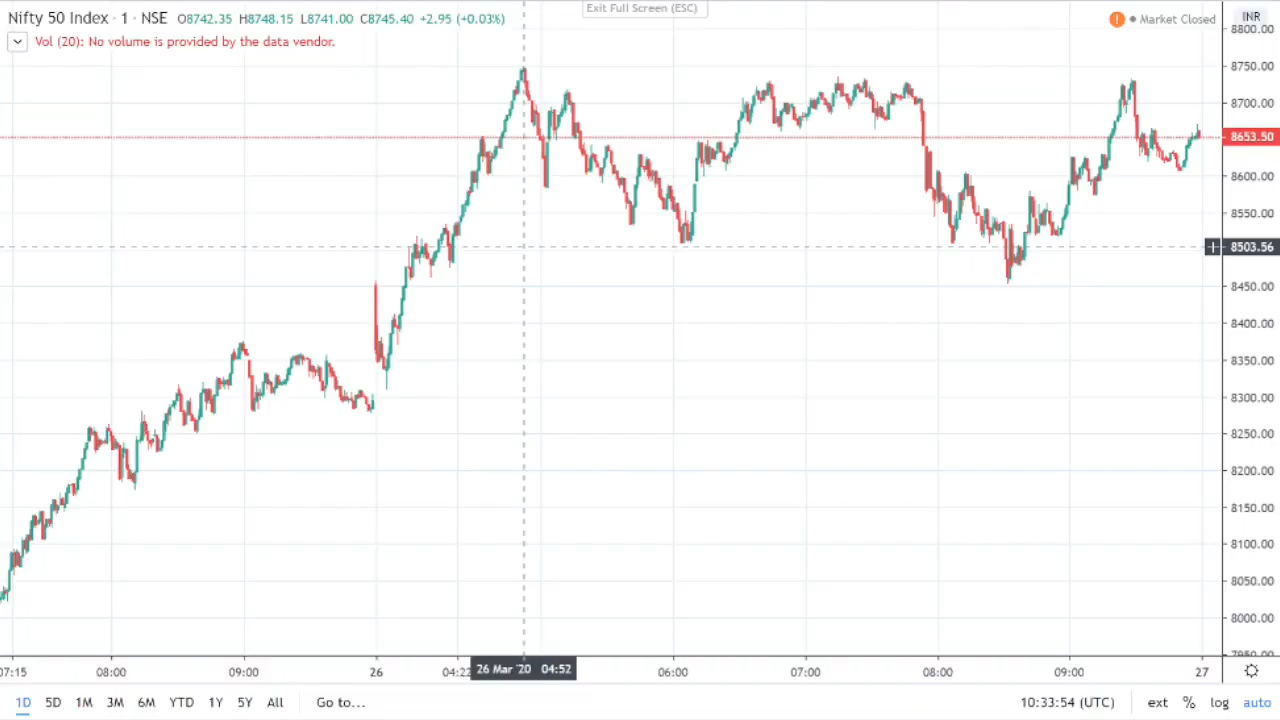 Nifty 50 Index · 1 · NSE O8742.35 H8748.15 L8741.00 C8745.40 +2.95 (+0.03%)
Exit Full Screen (ESC)
! Market Closed
INR
Vol (20): No volume is provided by the data vendor.
8800.00
8750.00
8700.00
8653.50
8600.00
8550.00
8503.56
8450.00
8400.00
8350.00
8300.00
8250.00
8200.00
8150.00
8100.00
8050.00
8000.00
7950.00
07:15 08:00 09:00 26 04:22 26 Mar '20 04:52 06:00 07:00 08:00 09:00 27
1D 5D 1M 3M 6M YTD 1Y 5Y All Go to... 10:33:54 (UTC) ext % log auto